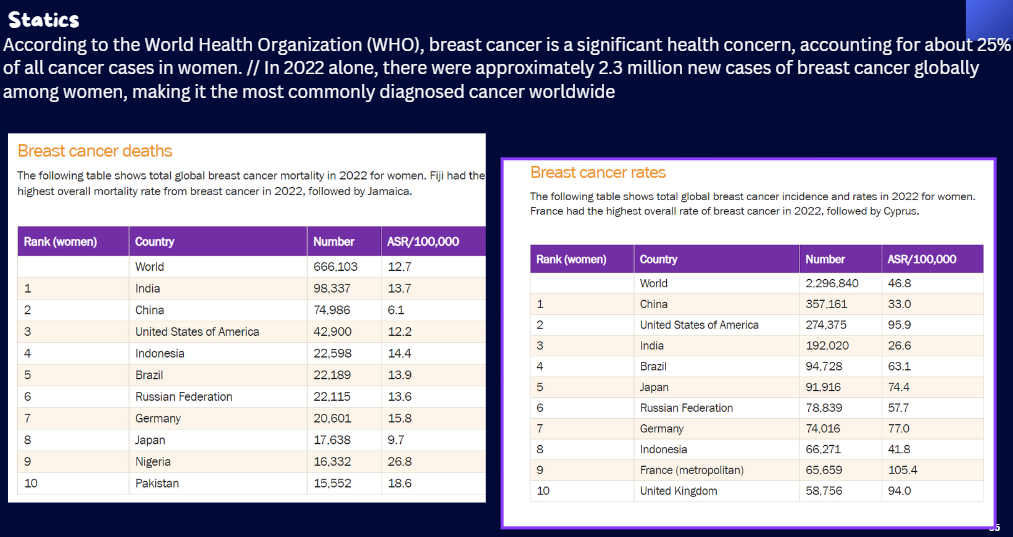 Statics
According to the World Health Organization (WHO), breast cancer is a significant health concern, accounting for about 25%
of all cancer cases in women. // In 2022 alone, there were approximately 2.3 million new cases of breast cancer globally
among women, making it the most commonly diagnosed cancer worldwide
Breast cancer deaths
The following table shows total global breast cancer mortality in 2022 for women. Fiji had the
highest overall mortality rate from breast cancer in 2022, followed by Jamaica.
Rank (women) Country Number ASR/100,000
World 666,103 12.7
1 India 98,337 13.7
2 China 74,986 6.1
3 United States of America 42,900 12.2
4 Indonesia 22,598 14.4
5 Brazil 22,189 13.9
6 Russian Federation 22,115 13.6
7 Germany 20,601 15.8
8 Japan 17,638 9.7
9 Nigeria 16,332 26.8
10 Pakistan 15,552 18.6
Breast cancer rates
The following table shows total global breast cancer incidence and rates in 2022 for women.
France had the highest overall rate of breast cancer in 2022, followed by Cyprus.
Rank (women) Country Number ASR/100,000
World 2,296,840 46.8
1 China 357,161 33.0
2 United States of America 274,375 95.9
3 India 192,020 26.6
4 Brazil 94,728 63.1
5 Japan 91,916 74.4
6 Russian Federation 78,839 57.7
7 Germany 74,016 77.0
8 Indonesia 66,271 41.8
9 France (metropolitan) 65,659 105.4
10 United Kingdom 58,756 94.0